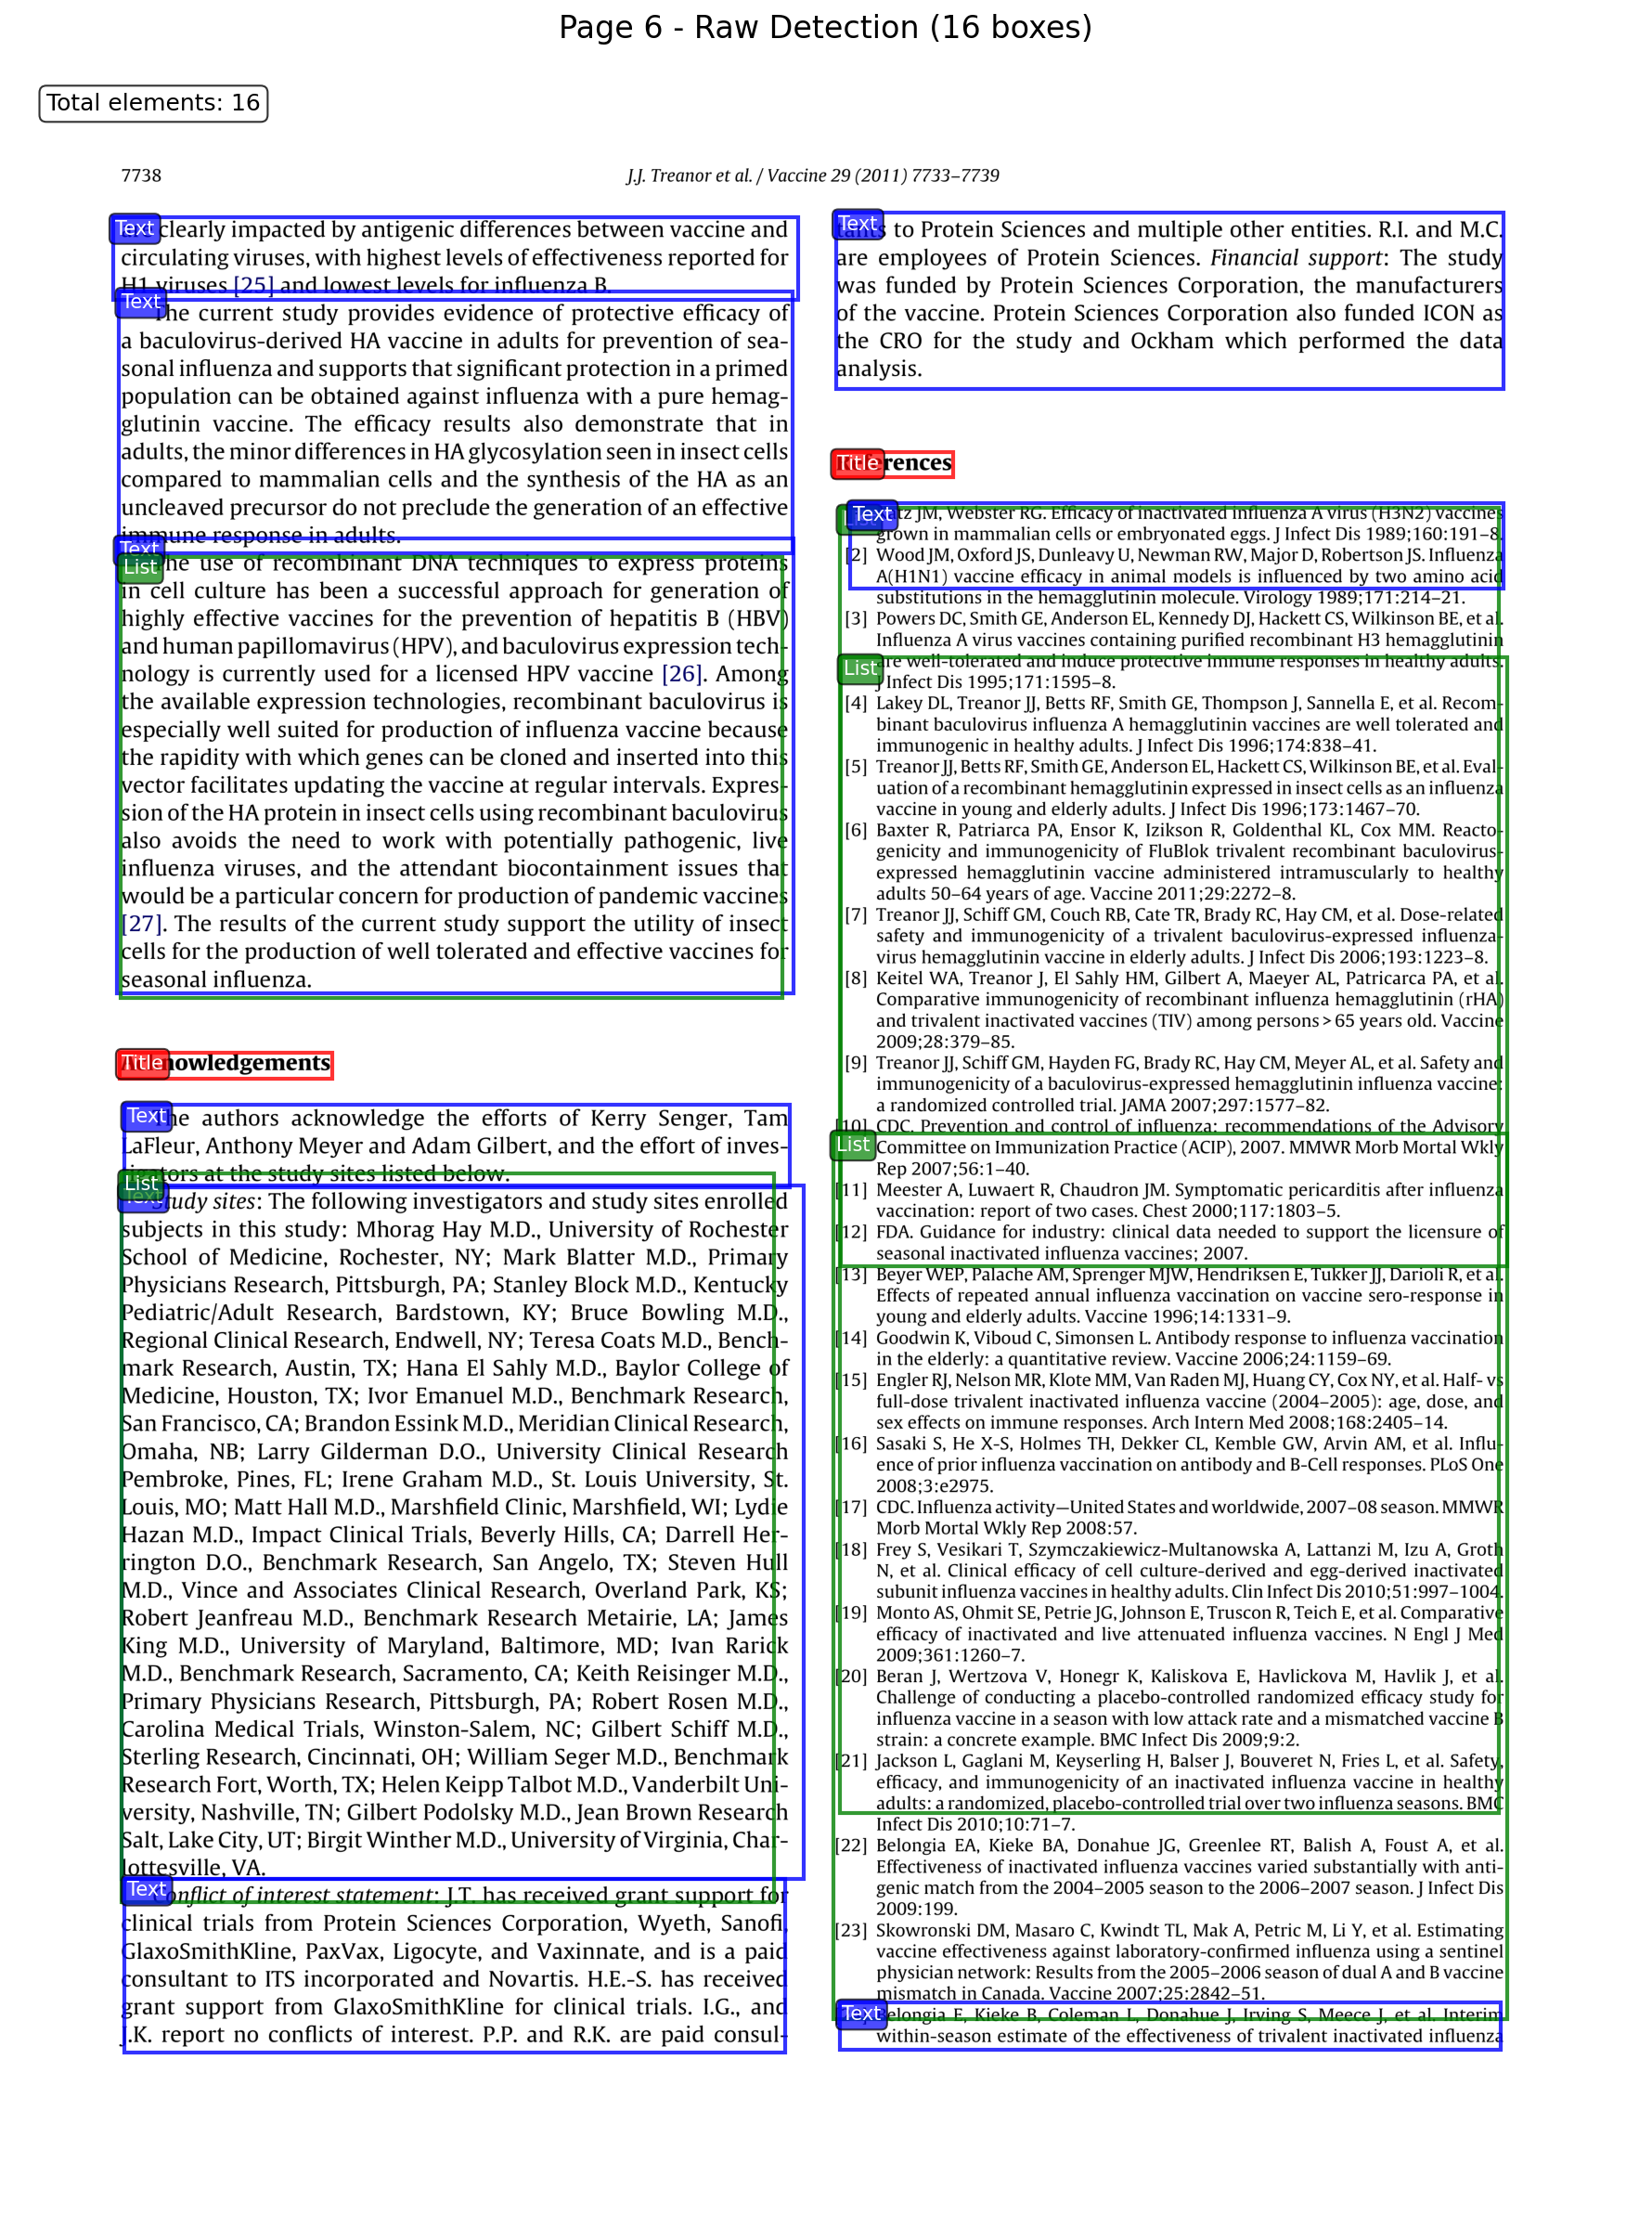 Page 6 - Raw Detection (16 boxes)
Total elements: 16
7738
J.J. Treanor et al. / Vaccine 29 (2011) 7733–7739
Text
clearly impacted by antigenic differences between vaccine and
circulating viruses, with highest levels of effectiveness reported for
H1 viruses [25] and lowest levels for influenza B.
Text
The current study provides evidence of protective efficacy of
a baculovirus-derived HA vaccine in adults for prevention of sea-
sonal influenza and supports that significant protection in a primed
population can be obtained against influenza with a pure hemag-
glutinin vaccine. The efficacy results also demonstrate that in
adults, the minor differences in HA glycosylation seen in insect cells
compared to mammalian cells and the synthesis of the HA as an
uncleaved precursor do not preclude the generation of an effective
immune response in adults.
Text
List
The use of recombinant DNA techniques to express proteins
in cell culture has been a successful approach for generation of
highly effective vaccines for the prevention of hepatitis B (HBV)
and human papillomavirus (HPV), and baculovirus expression tech-
nology is currently used for a licensed HPV vaccine [26]. Among
the available expression technologies, recombinant baculovirus is
especially well suited for production of influenza vaccine because
the rapidity with which genes can be cloned and inserted into this
vector facilitates updating the vaccine at regular intervals. Expres-
sion of the HA protein in insect cells using recombinant baculovirus
also avoids the need to work with potentially pathogenic, live
influenza viruses, and the attendant biocontainment issues that
would be a particular concern for production of pandemic vaccines
[27]. The results of the current study support the utility of insect
cells for the production of well tolerated and effective vaccines for
seasonal influenza.
Title
Acknowledgements
Text
The authors acknowledge the efforts of Kerry Senger, Tam
LaFleur, Anthony Meyer and Adam Gilbert, and the effort of inves-
tigators at the study sites listed below.
List
Text
Study sites: The following investigators and study sites enrolled
subjects in this study: Mhorag Hay M.D., University of Rochester
School of Medicine, Rochester, NY; Mark Blatter M.D., Primary
Physicians Research, Pittsburgh, PA; Stanley Block M.D., Kentucky
Pediatric/Adult Research, Bardstown, KY; Bruce Bowling M.D.,
Regional Clinical Research, Endwell, NY; Teresa Coats M.D., Bench-
mark Research, Austin, TX; Hana El Sahly M.D., Baylor College of
Medicine, Houston, TX; Ivor Emanuel M.D., Benchmark Research,
San Francisco, CA; Brandon Essink M.D., Meridian Clinical Research,
Omaha, NB; Larry Gilderman D.O., University Clinical Research
Pembroke, Pines, FL; Irene Graham M.D., St. Louis University, St.
Louis, MO; Matt Hall M.D., Marshfield Clinic, Marshfield, WI; Lydie
Hazan M.D., Impact Clinical Trials, Beverly Hills, CA; Darrell Her-
rington D.O., Benchmark Research, San Angelo, TX; Steven Hull
M.D., Vince and Associates Clinical Research, Overland Park, KS;
Robert Jeanfreau M.D., Benchmark Research Metairie, LA; James
King M.D., University of Maryland, Baltimore, MD; Ivan Rarick
M.D., Benchmark Research, Sacramento, CA; Keith Reisinger M.D.,
Primary Physicians Research, Pittsburgh, PA; Robert Rosen M.D.,
Carolina Medical Trials, Winston-Salem, NC; Gilbert Schiff M.D.,
Sterling Research, Cincinnati, OH; William Seger M.D., Benchmark
Research Fort, Worth, TX; Helen Keipp Talbot M.D., Vanderbilt Uni-
versity, Nashville, TN; Gilbert Podolsky M.D., Jean Brown Research
Salt, Lake City, UT; Birgit Winther M.D., University of Virginia, Char-
lottesville, VA.
Text
Conflict of interest statement: J.T. has received grant support for
clinical trials from Protein Sciences Corporation, Wyeth, Sanofi,
GlaxoSmithKline, PaxVax, Ligocyte, and Vaxinnate, and is a paid
consultant to ITS incorporated and Novartis. H.E.-S. has received
grant support from GlaxoSmithKline for clinical trials. I.G., and
J.K. report no conflicts of interest. P.P. and R.K. are paid consul-
Text
tants to Protein Sciences and multiple other entities. R.I. and M.C.
are employees of Protein Sciences. Financial support: The study
was funded by Protein Sciences Corporation, the manufacturers
of the vaccine. Protein Sciences Corporation also funded ICON as
the CRO for the study and Ockham which performed the data
analysis.
Title
References
List
Text
Katz JM, Webster RG. Efficacy of inactivated influenza A virus (H3N2) vaccines
grown in mammalian cells or embryonated eggs. J Infect Dis 1989;160:191–8.
[2] Wood JM, Oxford JS, Dunleavy U, Newman RW, Major D, Robertson JS. Influenza
A(H1N1) vaccine efficacy in animal models is influenced by two amino acid
substitutions in the hemagglutinin molecule. Virology 1989;171:214–21.
[3] Powers DC, Smith GE, Anderson EL, Kennedy DJ, Hackett CS, Wilkinson BE, et al.
Influenza A virus vaccines containing purified recombinant H3 hemagglutinin
List
are well-tolerated and induce protective immune responses in healthy adults.
J Infect Dis 1995;171:1595–8.
[4] Lakey DL, Treanor JJ, Betts RF, Smith GE, Thompson J, Sannella E, et al. Recom-
binant baculovirus influenza A hemagglutinin vaccines are well tolerated and
immunogenic in healthy adults. J Infect Dis 1996;174:838–41.
[5] Treanor JJ, Betts RF, Smith GE, Anderson EL, Hackett CS, Wilkinson BE, et al. Eval-
uation of a recombinant hemagglutinin expressed in insect cells as an influenza
vaccine in young and elderly adults. J Infect Dis 1996;173:1467–70.
[6] Baxter R, Patriarca PA, Ensor K, Izikson R, Goldenthal KL, Cox MM. Reacto-
genicity and immunogenicity of FluBlok trivalent recombinant baculovirus-
expressed hemagglutinin vaccine administered intramuscularly to healthy
adults 50–64 years of age. Vaccine 2011;29:2272–8.
[7] Treanor JJ, Schiff GM, Couch RB, Cate TR, Brady RC, Hay CM, et al. Dose-related
safety and immunogenicity of a trivalent baculovirus-expressed influenza-
virus hemagglutinin vaccine in elderly adults. J Infect Dis 2006;193:1223–8.
[8] Keitel WA, Treanor J, El Sahly HM, Gilbert A, Maeyer AL, Patricarca PA, et al.
Comparative immunogenicity of recombinant influenza hemagglutinin (rHA)
and trivalent inactivated vaccines (TIV) among persons > 65 years old. Vaccine
2009;28:379–85.
[9] Treanor JJ, Schiff GM, Hayden FG, Brady RC, Hay CM, Meyer AL, et al. Safety and
immunogenicity of a baculovirus-expressed hemagglutinin influenza vaccine:
a randomized controlled trial. JAMA 2007;297:1577–82.
[10] CDC. Prevention and control of influenza: recommendations of the Advisory
List
Committee on Immunization Practice (ACIP), 2007. MMWR Morb Mortal Wkly
Rep 2007;56:1–40.
[11] Meester A, Luwaert R, Chaudron JM. Symptomatic pericarditis after influenza
vaccination: report of two cases. Chest 2000;117:1803–5.
[12] FDA. Guidance for industry: clinical data needed to support the licensure of
seasonal inactivated influenza vaccines; 2007.
[13] Beyer WEP, Palache AM, Sprenger MJW, Hendriksen E, Tukker JJ, Darioli R, et al.
Effects of repeated annual influenza vaccination on vaccine sero-response in
young and elderly adults. Vaccine 1996;14:1331–9.
[14] Goodwin K, Viboud C, Simonsen L. Antibody response to influenza vaccination
in the elderly: a quantitative review. Vaccine 2006;24:1159–69.
[15] Engler RJ, Nelson MR, Klote MM, Van Raden MJ, Huang CY, Cox NY, et al. Half- vs
full-dose trivalent inactivated influenza vaccine (2004–2005): age, dose, and
sex effects on immune responses. Arch Intern Med 2008;168:2405–14.
[16] Sasaki S, He X-S, Holmes TH, Dekker CL, Kemble GW, Arvin AM, et al. Influ-
ence of prior influenza vaccination on antibody and B-Cell responses. PLoS One
2008;3:e2975.
[17] CDC. Influenza activity—United States and worldwide, 2007–08 season. MMWR
Morb Mortal Wkly Rep 2008:57.
[18] Frey S, Vesikari T, Szymczakiewicz-Multanowska A, Lattanzi M, Izu A, Groth
N, et al. Clinical efficacy of cell culture-derived and egg-derived inactivated
subunit influenza vaccines in healthy adults. Clin Infect Dis 2010;51:997–1004.
[19] Monto AS, Ohmit SE, Petrie JG, Johnson E, Truscon R, Teich E, et al. Comparative
efficacy of inactivated and live attenuated influenza vaccines. N Engl J Med
2009;361:1260–7.
[20] Beran J, Wertzova V, Honegr K, Kaliskova E, Havlickova M, Havlik J, et al.
Challenge of conducting a placebo-controlled randomized efficacy study for
influenza vaccine in a season with low attack rate and a mismatched vaccine B
strain: a concrete example. BMC Infect Dis 2009;9:2.
[21] Jackson L, Gaglani M, Keyserling H, Balser J, Bouveret N, Fries L, et al. Safety,
efficacy, and immunogenicity of an inactivated influenza vaccine in healthy
adults: a randomized, placebo-controlled trial over two influenza seasons. BMC
Infect Dis 2010;10:71–7.
[22] Belongia EA, Kieke BA, Donahue JG, Greenlee RT, Balish A, Foust A, et al.
Effectiveness of inactivated influenza vaccines varied substantially with anti-
genic match from the 2004–2005 season to the 2006–2007 season. J Infect Dis
2009:199.
[23] Skowronski DM, Masaro C, Kwindt TL, Mak A, Petric M, Li Y, et al. Estimating
vaccine effectiveness against laboratory-confirmed influenza using a sentinel
physician network: Results from the 2005–2006 season of dual A and B vaccine
mismatch in Canada. Vaccine 2007;25:2842–51.
Text
Belongia E, Kieke B, Coleman L, Donahue J, Irving S, Meece J, et al. Interim
within-season estimate of the effectiveness of trivalent inactivated influenza